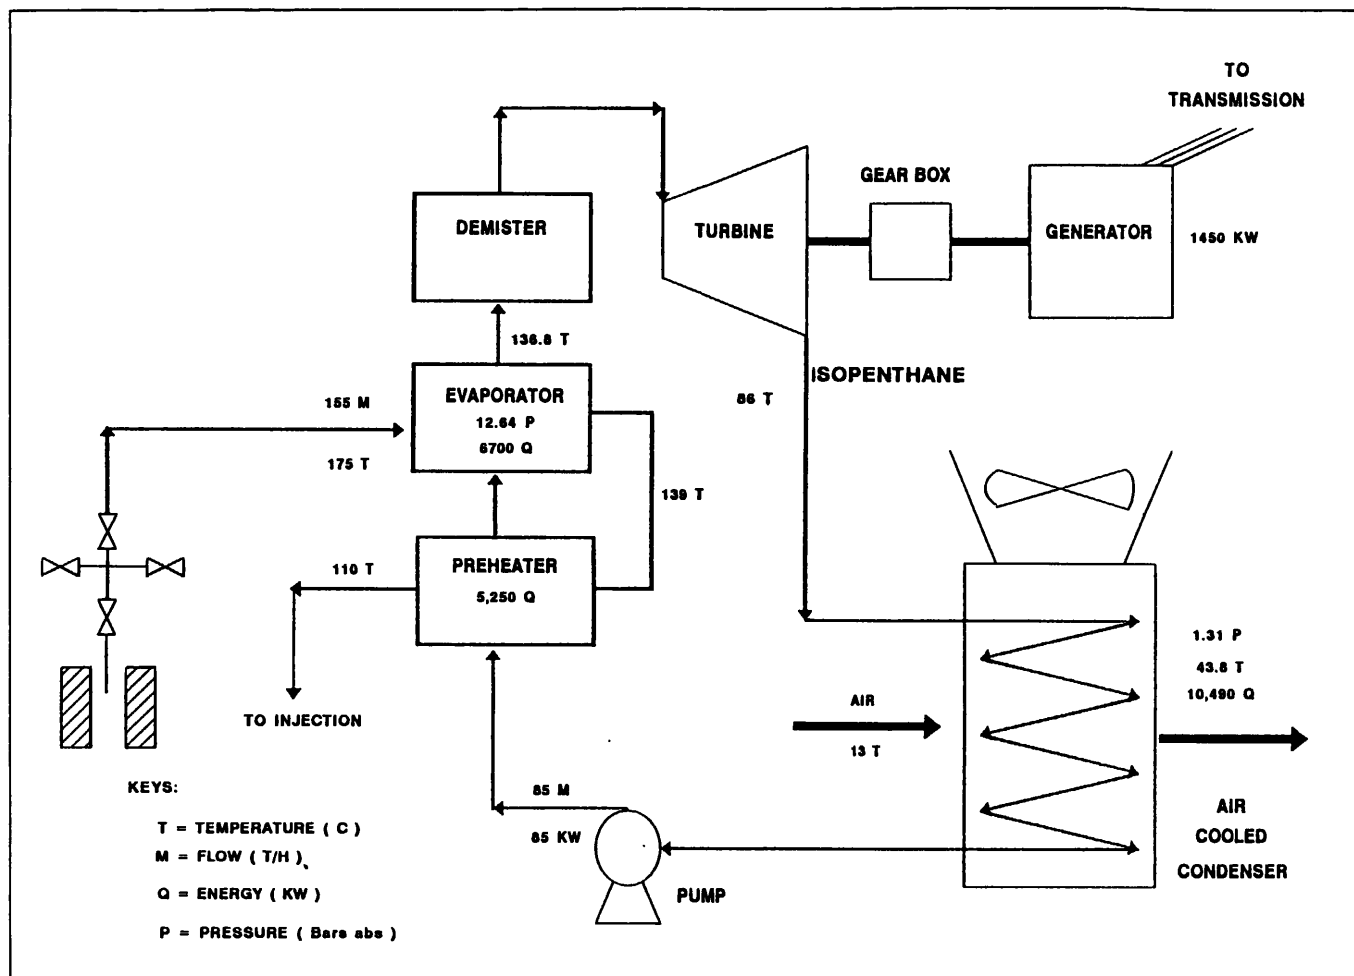 TO
TRANSMISSION
GEAR BOX
DEMISTER
TURBINE
GENERATOR
1450 KW
136.8 T
ISOPENTHANE
EVAPORATOR
12.64 P
6700 Q
155 M
175 T
86 T
139 T
PREHEATER
5,250 Q
110 T
1.31 P
43.6 T
10,490 Q
AIR
13 T
TO INJECTION
85 M
85 KW
PUMP
AIR
COOLED
CONDENSER
KEYS:
T = TEMPERATURE ( C )
M = FLOW ( T/H )
Q = ENERGY ( KW )
P = PRESSURE ( Bars abs )